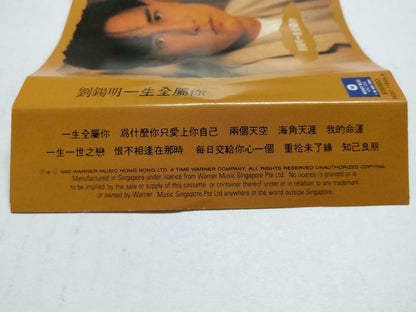 劉錫明一生全屬你
一生全屬你 爲什麼你只愛上你自己 兩個天空 海角天涯 我的命運
一生一世之戀 恨不相逢在那時 每日交給你心一個 重拾未了緣 知己良朋
Ⓟ & © 1992 WARNER MUSIC HONG KONG LTD. A TIME WARNER COMPANY. ALL RIGHTS RESERVED UNAUTHORIZED COPYING.
Manufactured in Singapore under licence from Warner Music Singapore Pte Ltd. No licence is granted or is
to be implied by the sale or supply of this cassette, or container thereof under or in relation to any trademark
or owned by Warner Music Singapore Pte Ltd anywhere in the world outside Singapore.